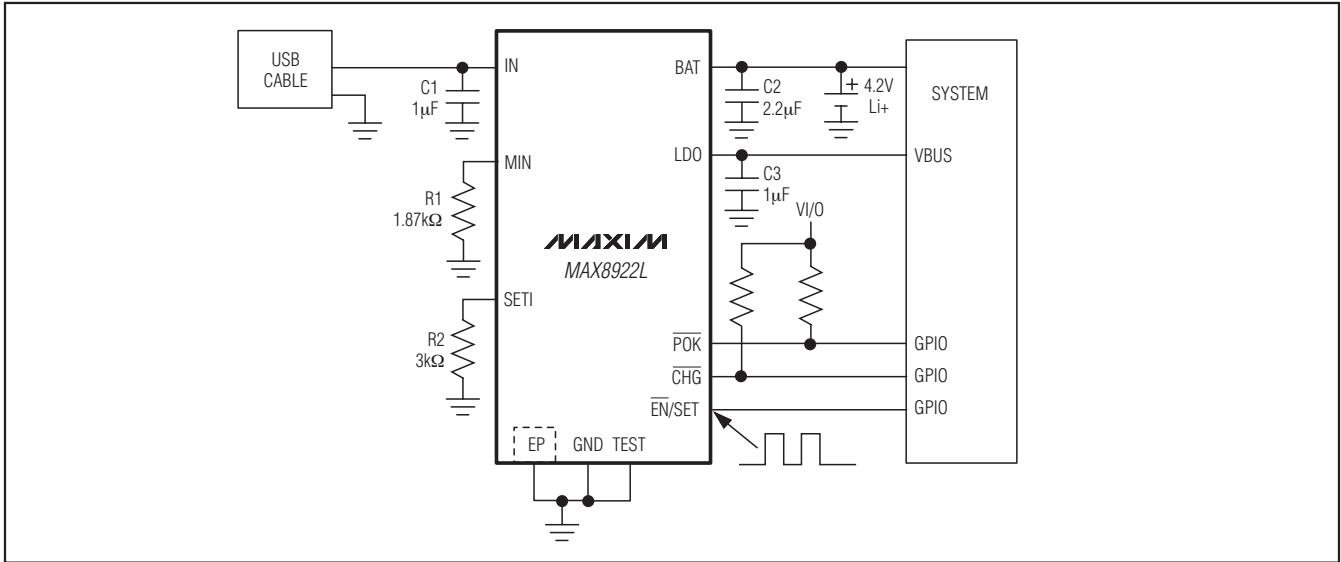 USB
CABLE
IN
C1
1μF
MIN
R1
1.87kΩ
SETI
R2
3kΩ
MAXIM
MAX8922L
EP
GND
TEST
BAT
C2
2.2μF
+
4.2V
Li+
SYSTEM
LDO
C3
1μF
VBUS
VI/O
POK
GPIO
CHG
GPIO
EN/SET
GPIO